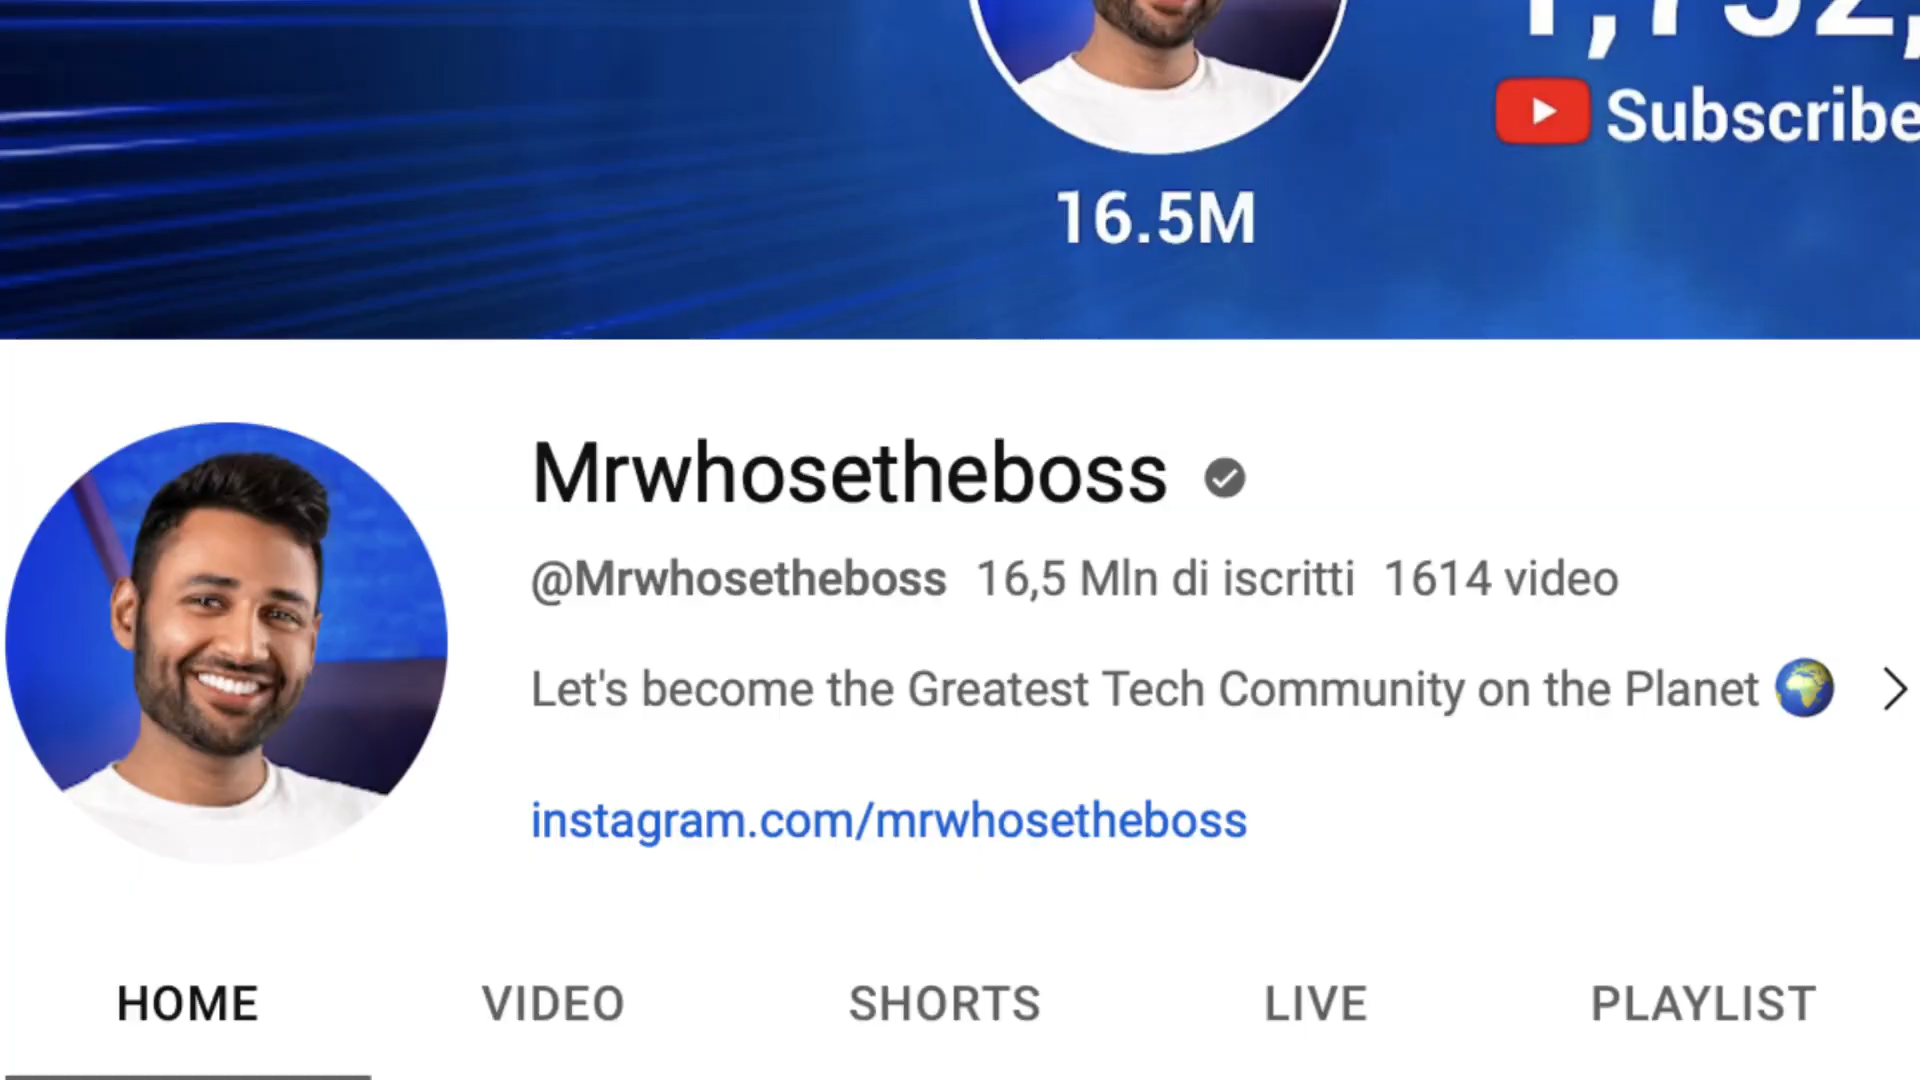 Subscribe
16.5M
Mrwhosetheboss
@Mrwhosetheboss 16,5 Mln di iscritti 1614 video
Let's become the Greatest Tech Community on the Planet 🌍
instagram.com/mrwhosetheboss
HOME VIDEO SHORTS LIVE PLAYLIST